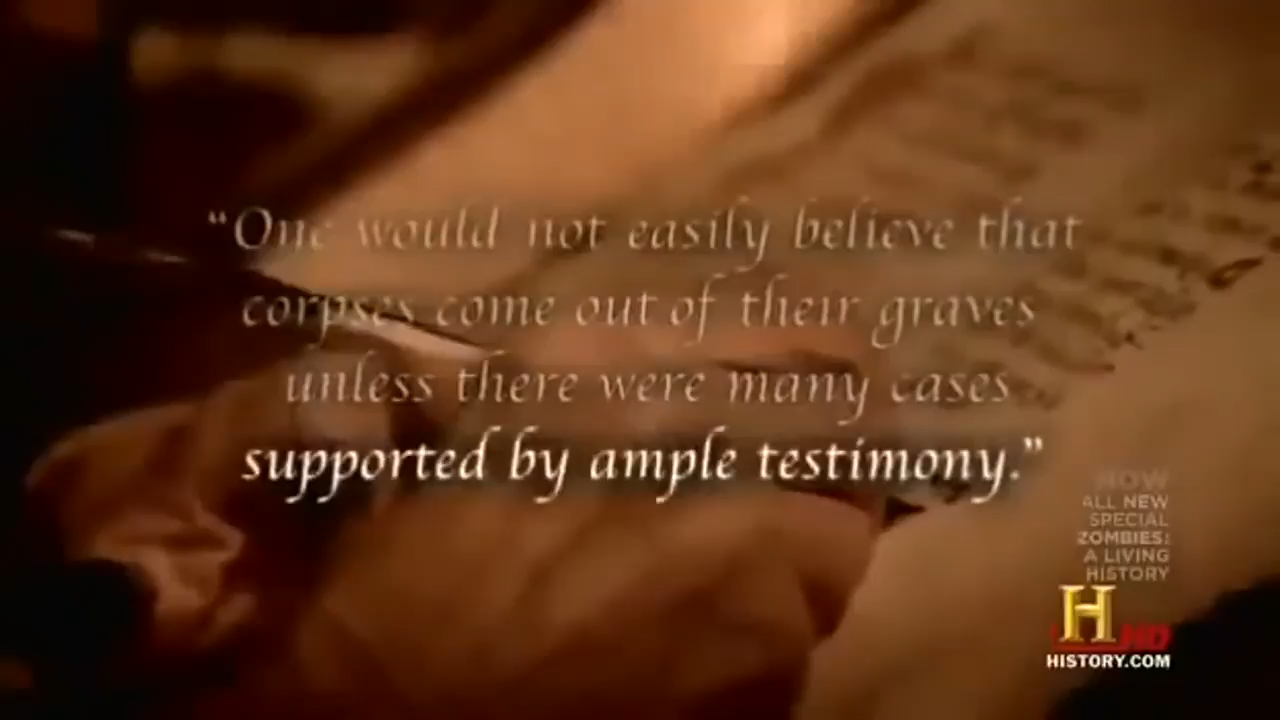 “One would not easily believe that
corpses come out of their graves
unless there were many cases
supported by ample testimony.”
NOW
ALL NEW
SPECIAL
ZOMBIES:
A LIVING
HISTORY
H HD
HISTORY.COM